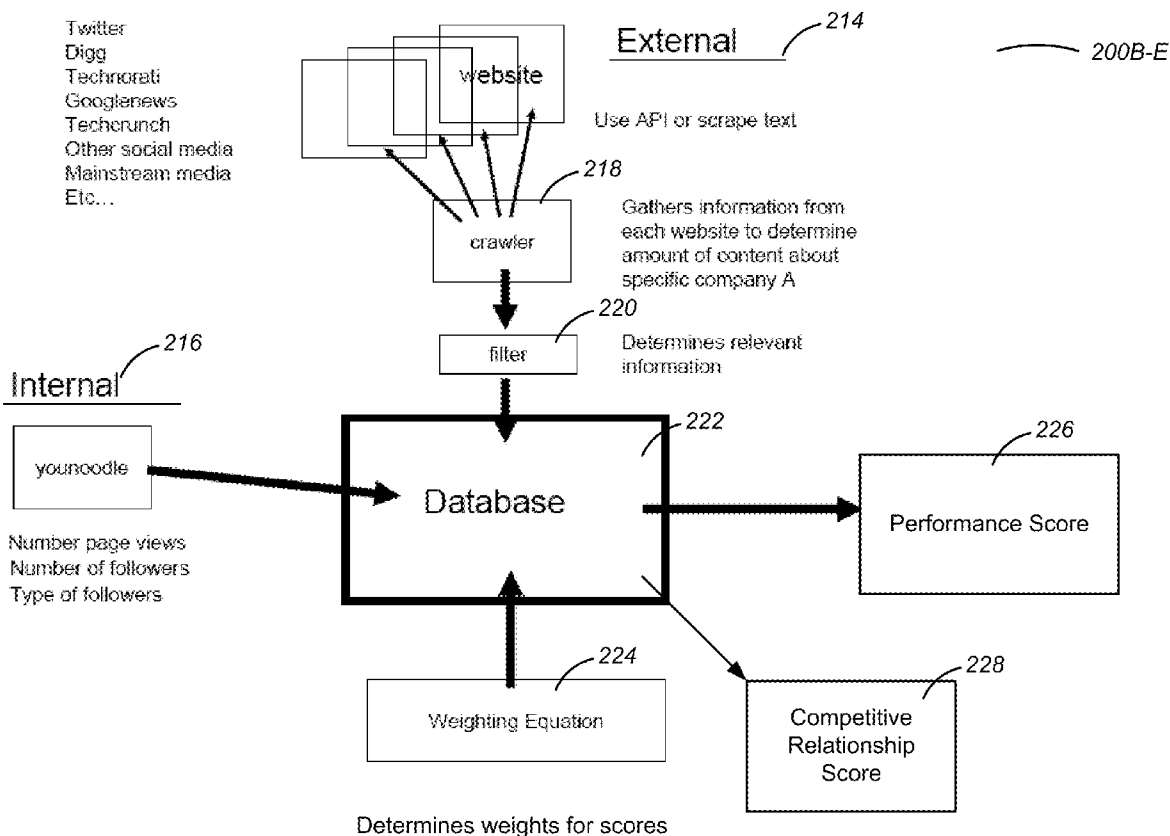 Twitter
Digg
Technorati
Googlenews
Techcrunch
Other social media
Mainstream media
Etc...
website
External
214
200B-E
Use API or scrape text
218
crawler
Gathers information from
each website to determine
amount of content about
specific company A
220
filter
Determines relevant
information
216
Internal
younoodle
Number page views
Number of followers
Type of followers
222
Database
226
Performance Score
224
Weighting Equation
Determines weights for scores
228
Competitive
Relationship
Score